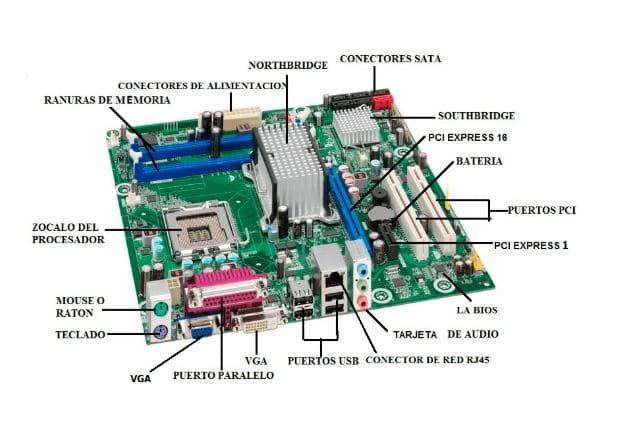 CONECTORES SATA
NORTHBRIDGE
CONECTORES DE ALIMENTACION
RANURAS DE MEMORIA
SOUTHBRIDGE
PCI EXPRESS 16
BATERIA
PUERTOS PCI
ZOCALO DEL
PROCESADOR
PCI EXPRESS 1
MOUSE O
RATON
LA BIOS
TECLADO
TARJETA DE AUDIO
VGA
PUERTOS USB
CONECTOR DE RED RJ45
VGA
PUERTO PARALELO